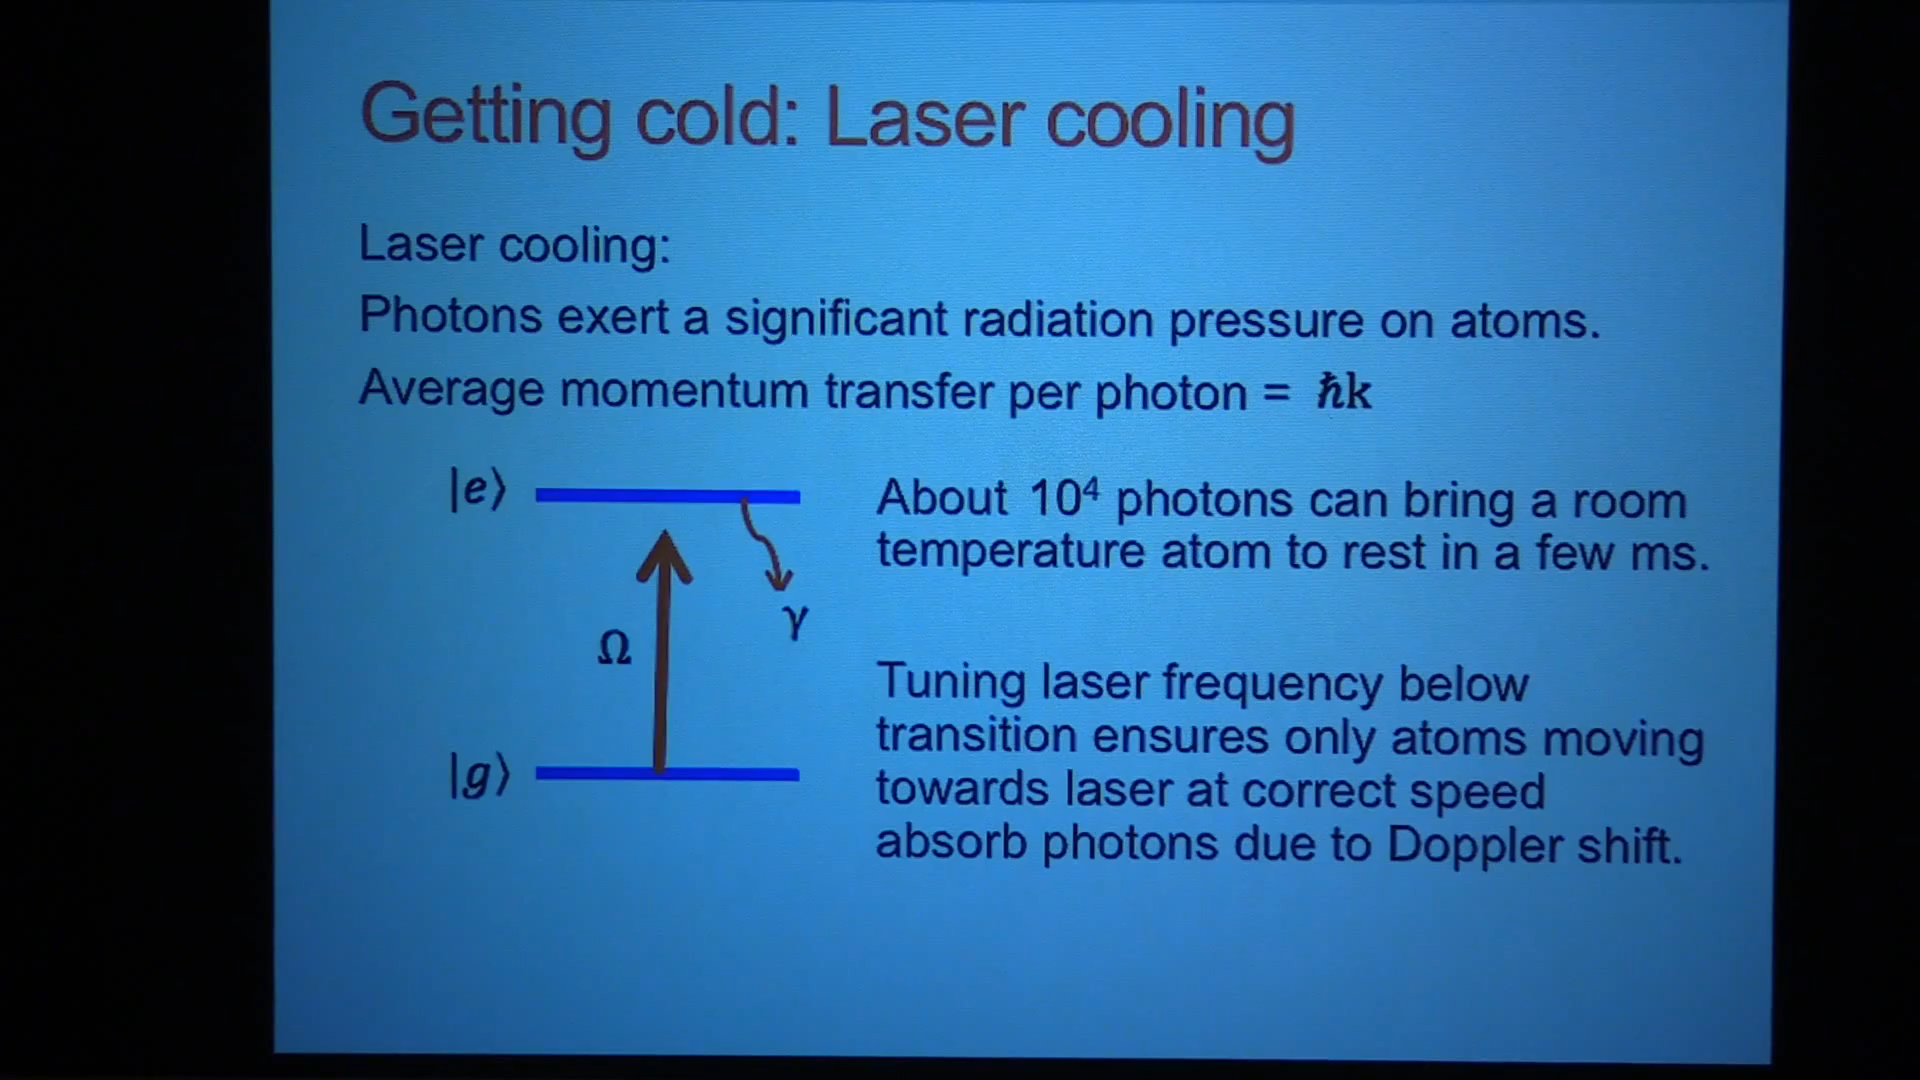 Getting cold: Laser cooling
Laser cooling:
Photons exert a significant radiation pressure on atoms.
Average momentum transfer per photon = ℏk
|e⟩
About 10⁴ photons can bring a room
temperature atom to rest in a few ms.
γ
Ω
Tuning laser frequency below
transition ensures only atoms moving
towards laser at correct speed
absorb photons due to Doppler shift.
|g⟩